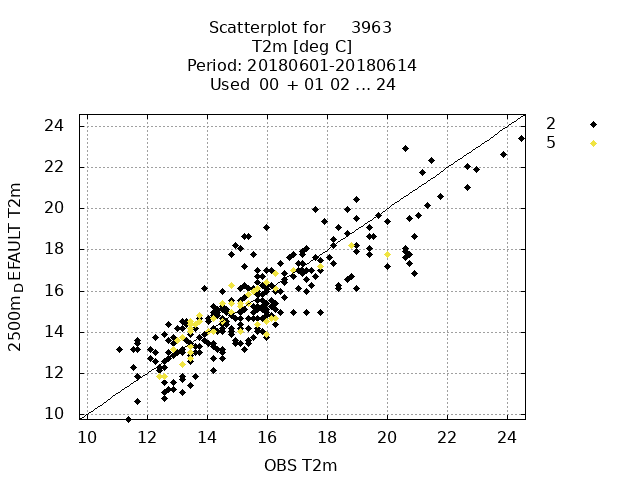 Scatterplot for 3963
T2m [deg C]
Period: 20180601-20180614
Used 00 + 01 02 ... 24
2
5
24
22
20
18
16
14
12
10
10 12 14 16 18 20 22 24
2500m_DEFAULT T2m
OBS T2m